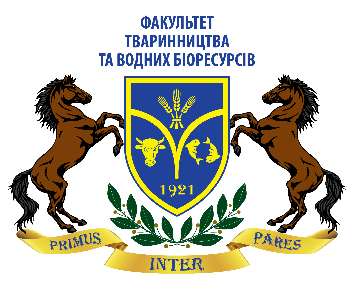 ФАКУЛЬТЕТ
ТВАРИННИЦТВА
ТА ВОДНИХ БІОРЕСУРСІВ
1921
PRIMUS
INTER
PARES